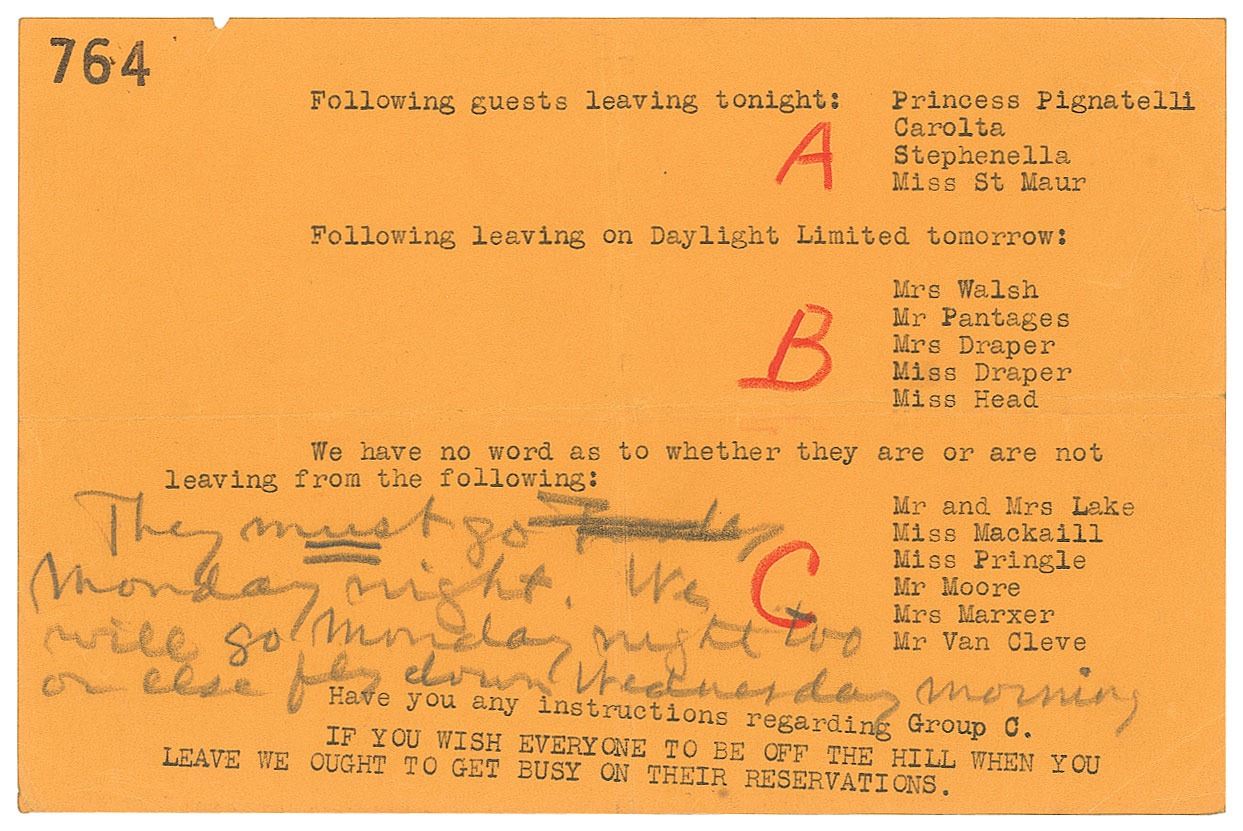 764
Following guests leaving tonight: Princess Pignatelli
Carolta
A Stephenella
Miss St Maur
Following leaving on Daylight Limited tomorrow:
Mrs Walsh
Mr Pantages
B Mrs Draper
Miss Draper
Miss Head
We have no word as to whether they are or are not
leaving from the following:
Mr and Mrs Lake
Miss Mackaill
C Miss Pringle
Mr Moore
Mrs Marxer
Mr Van Cleve
They must go
Monday night. We
will go Monday night too
or else fly down Wednesday morning
Have you any instructions regarding Group C.
IF YOU WISH EVERYONE TO BE OFF THE HILL WHEN YOU
LEAVE WE OUGHT TO GET BUSY ON THEIR RESERVATIONS.